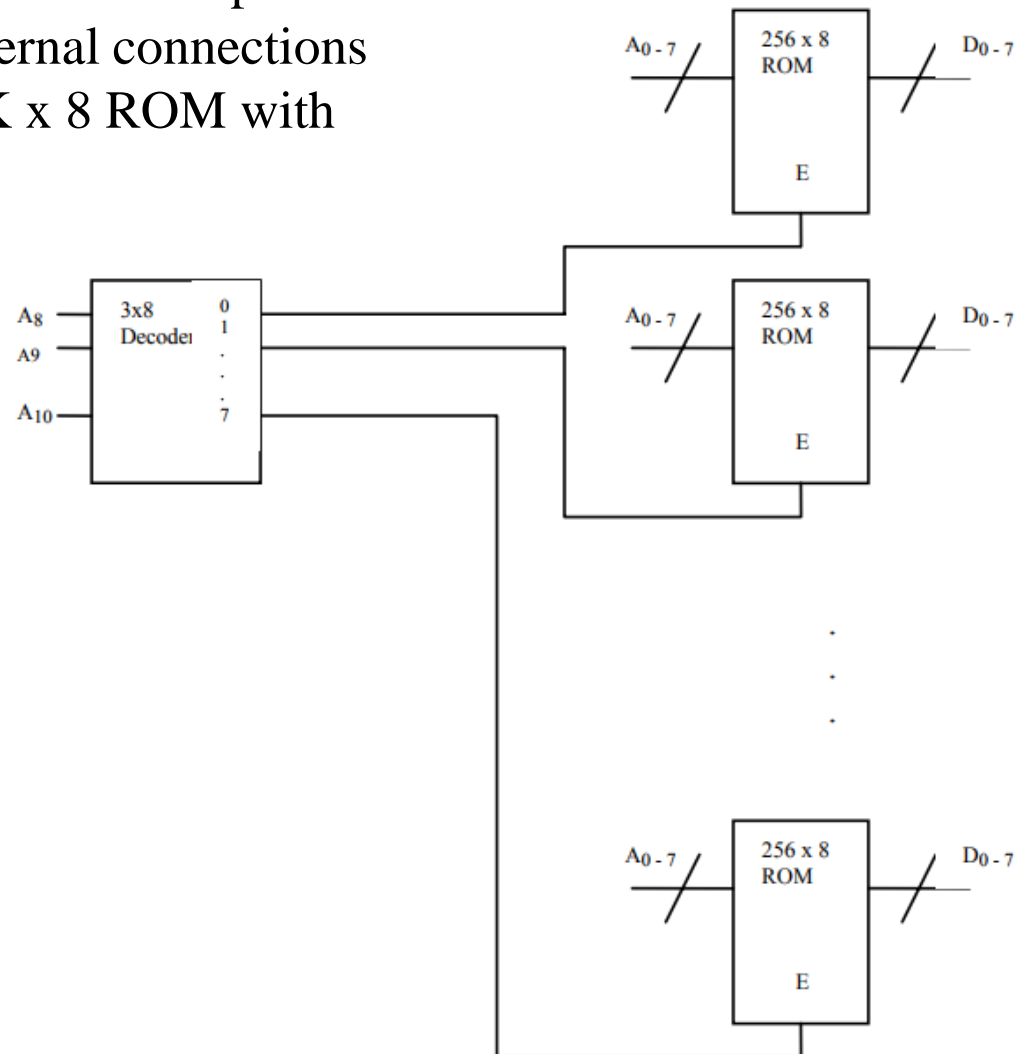 ernal connections
x 8 ROM with
A0 - 7
256 x 8
ROM
D0 - 7
E
A8
A9
A10
3x8
Decoder
0
1
.
.
.
7
A0 - 7
256 x 8
ROM
D0 - 7
E
.
.
.
A0 - 7
256 x 8
ROM
D0 - 7
E